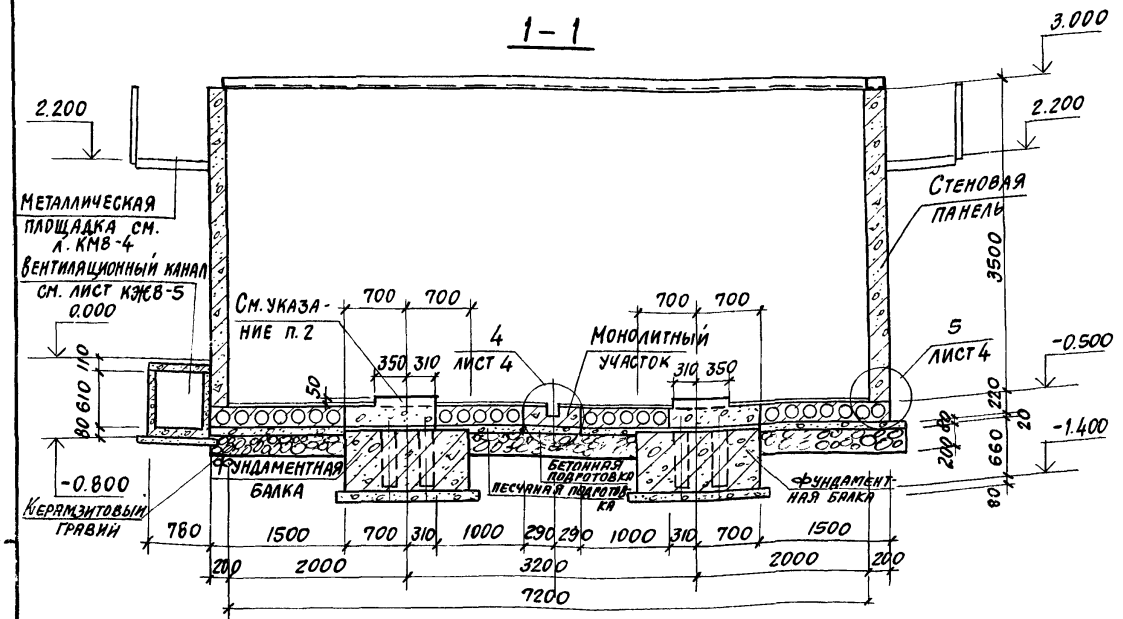 1-1
3.000
2.200
2.200
МЕТАЛЛИЧЕСКАЯ
ПЛОЩАДКА СМ.
Л. КМ8-4
ВЕНТИЛЯЦИОННЫЙ КАНАЛ
СМ. ЛИСТ КЖ8-5
0.000
СТЕНОВАЯ
ПАНЕЛЬ
3500
700
700
700
700
СМ. УКАЗА-
НИЕ П. 2
4
ЛИСТ 4
МОНОЛИТНЫЙ
УЧАСТОК
5
ЛИСТ 4
-0.500
350
310
310
350
50
110
610
80
220
80
20
200
660
80
-1.400
-0.800
ФУНДАМЕНТНАЯ
БАЛКА
БЕТОННАЯ
ПОДГОТОВКА
ПЕСЧАНАЯ ПОДГОТОВ-
КА
ФУНДАМЕНТ-
НАЯ БАЛКА
КЕРАМЗИТОВЫЙ
ГРАВИЙ
760
1500
700
310
1000
290
290
1000
310
700
1500
200
2000
3200
2000
200
7200